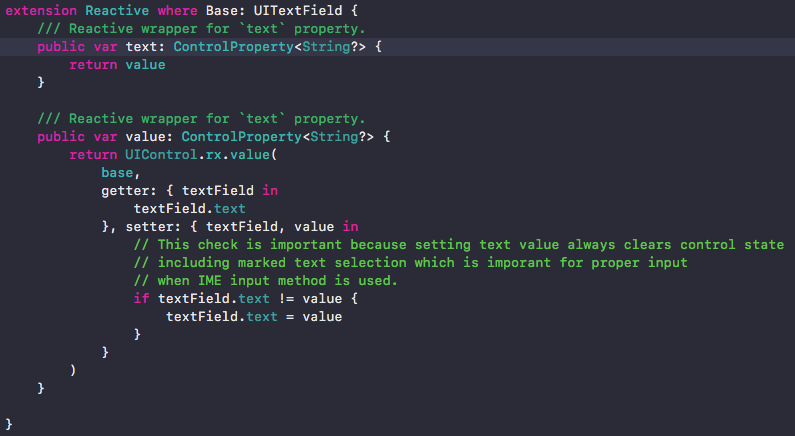 extension Reactive where Base: UITextField {
    /// Reactive wrapper for `text` property.
    public var text: ControlProperty<String?> {
        return value
    }

    /// Reactive wrapper for `text` property.
    public var value: ControlProperty<String?> {
        return UIControl.rx.value(
            base,
            getter: { textField in
                textField.text
            }, setter: { textField, value in
                // This check is important because setting text value always clears control state
                // including marked text selection which is imporant for proper input
                // when IME input method is used.
                if textField.text != value {
                    textField.text = value
                }
            }
        )
    }

}